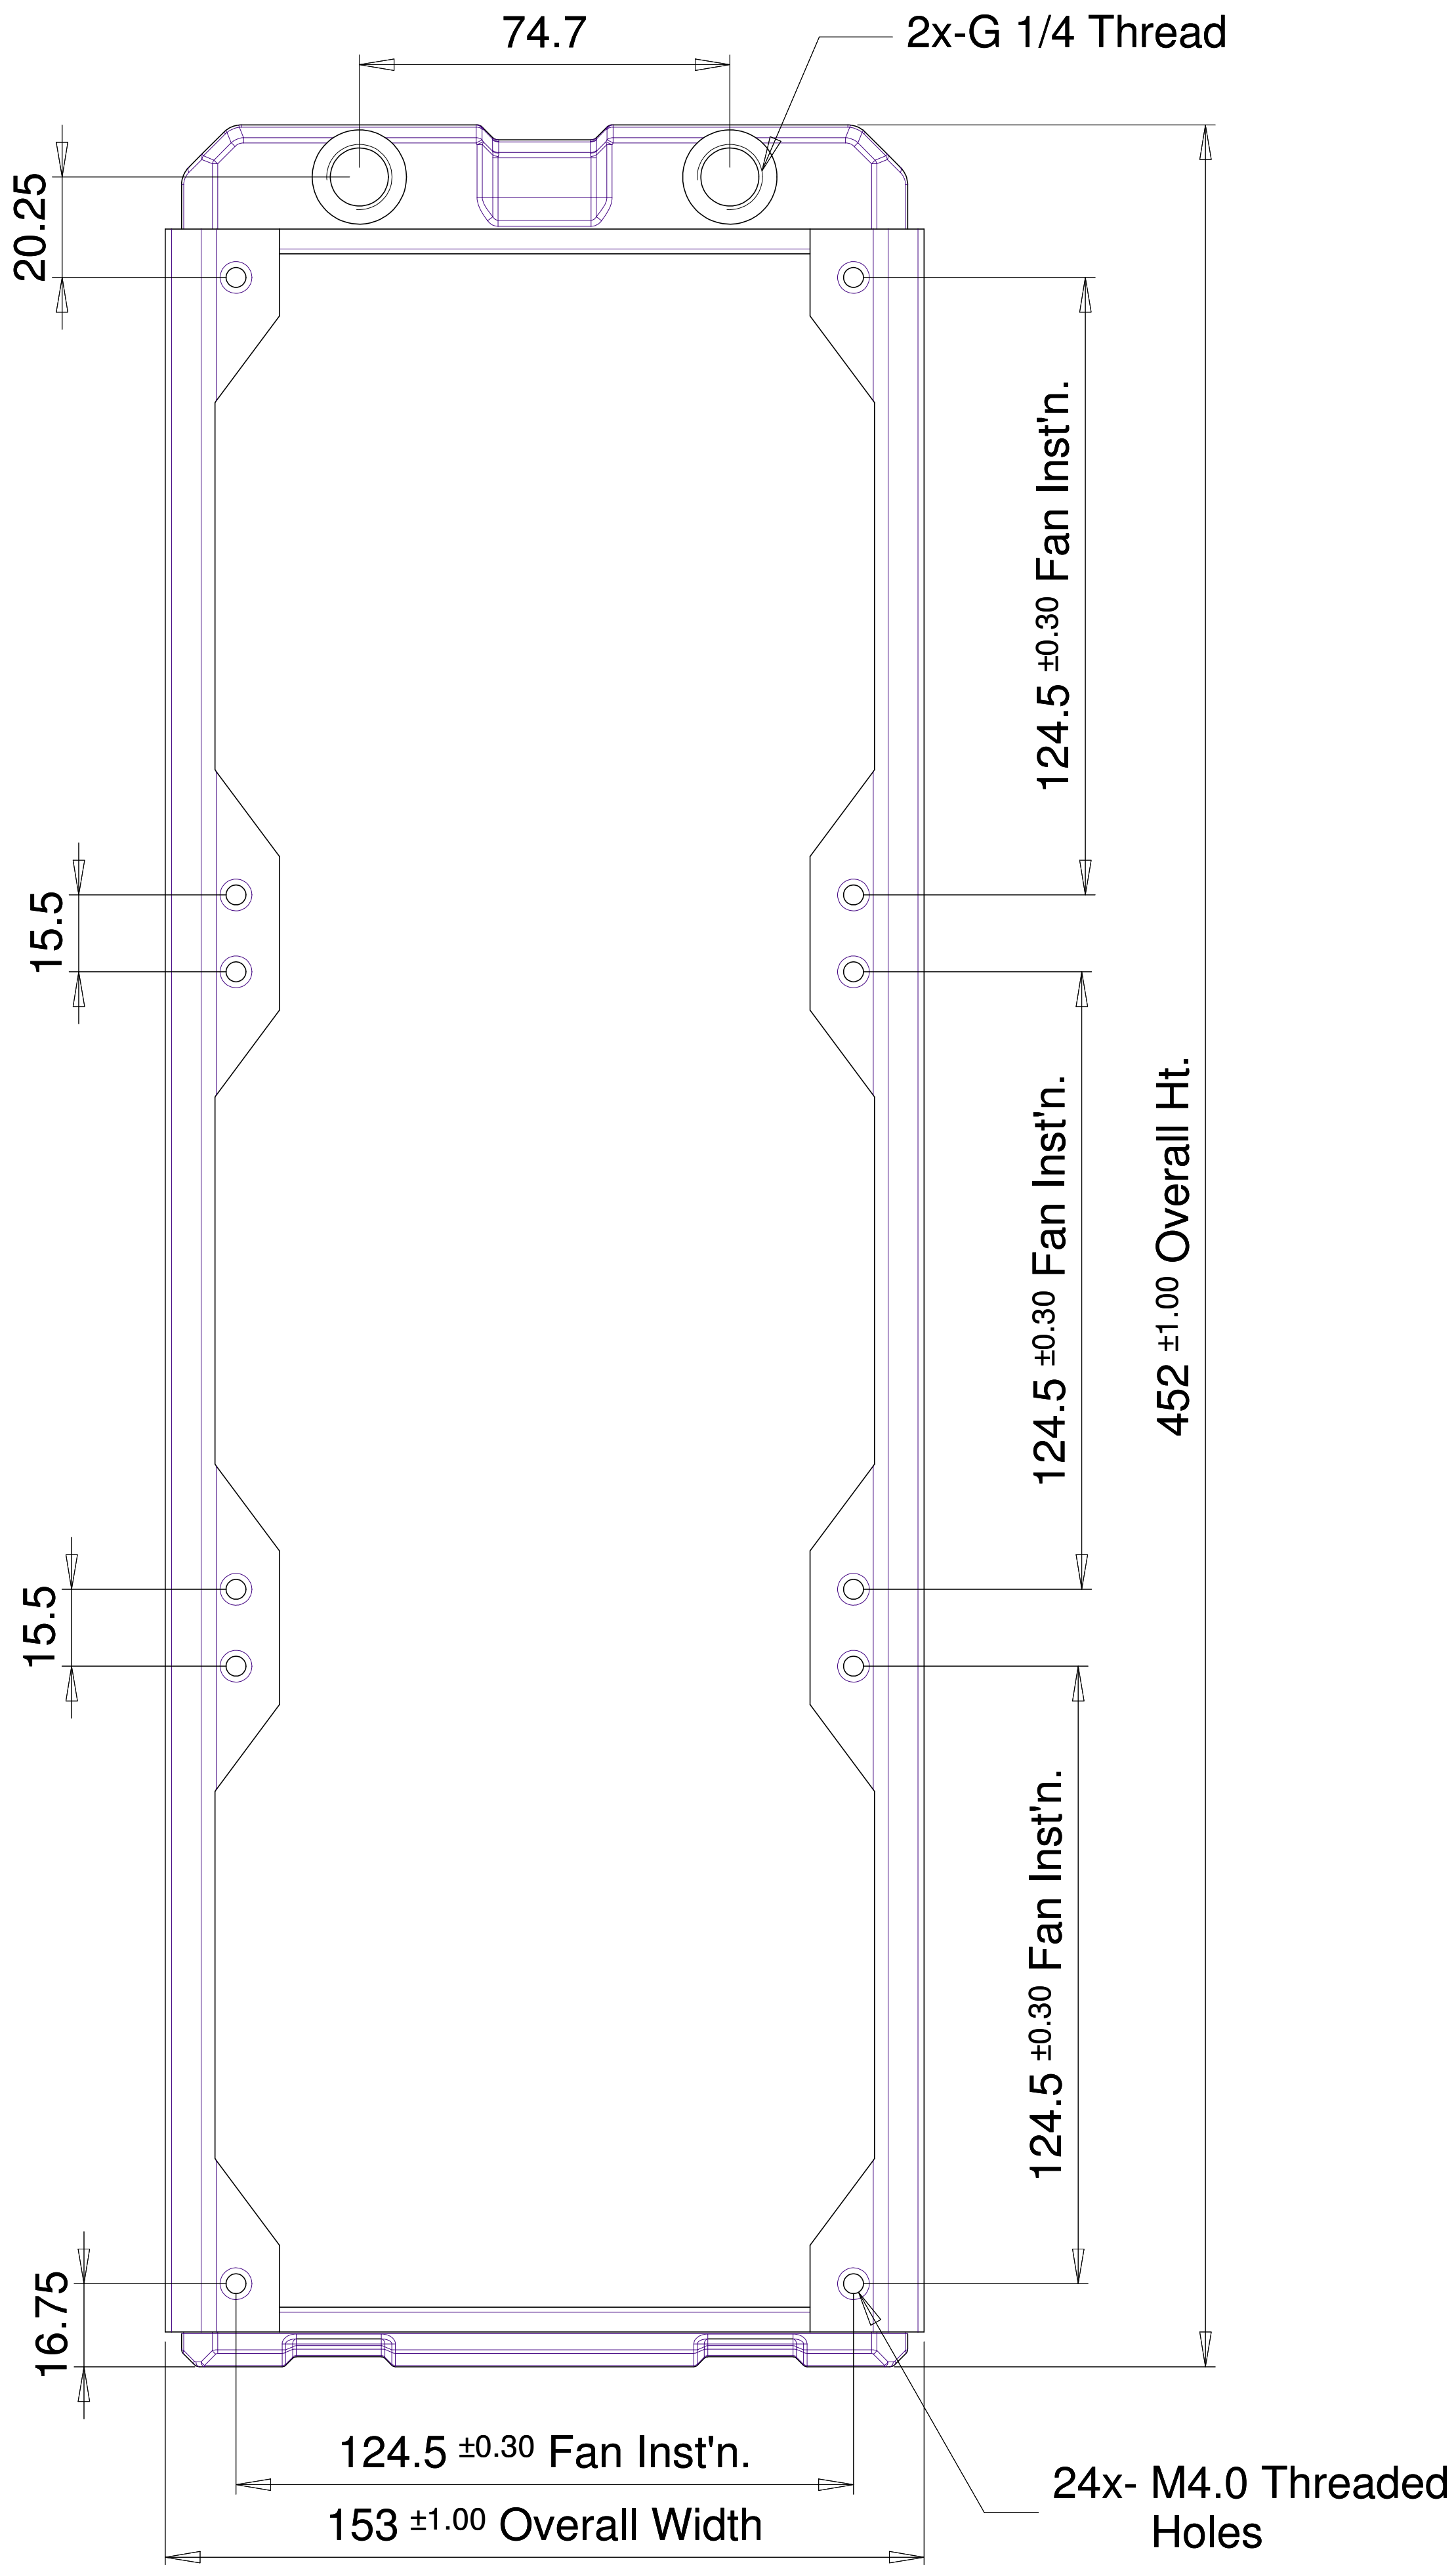 74.7
2x-G 1/4 Thread
20.25
124.5 ±0.30 Fan Inst'n.
15.5
124.5 ±0.30 Fan Inst'n.
452 ±1.00 Overall Ht.
15.5
124.5 ±0.30 Fan Inst'n.
16.75
124.5 ±0.30 Fan Inst'n.
153 ±1.00 Overall Width
24x- M4.0 Threaded
Holes